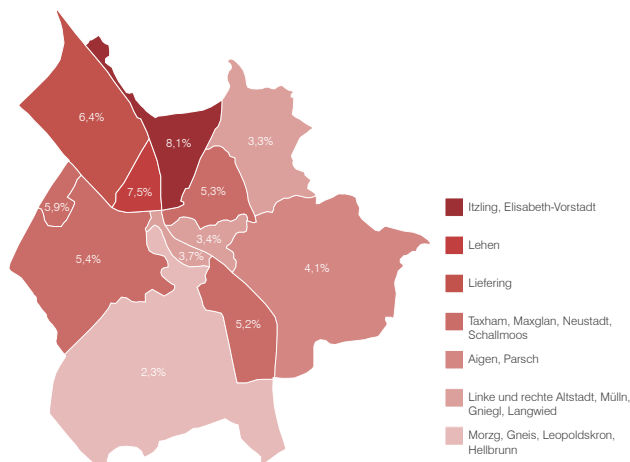 6,4%
8,1%
3,3%
7,5%
5,3%
5,9%
3,4%
5,4%
3,7%
4,1%
5,2%
2,3%
Itzling, Elisabeth-Vorstadt
Lehen
Liefering
Taxham, Maxglan, Neustadt,
Schallmoos
Aigen, Parsch
Linke und rechte Altstadt, Mülln,
Gniegl, Langwied
Morzg, Gneis, Leopoldskron,
Hellbrunn